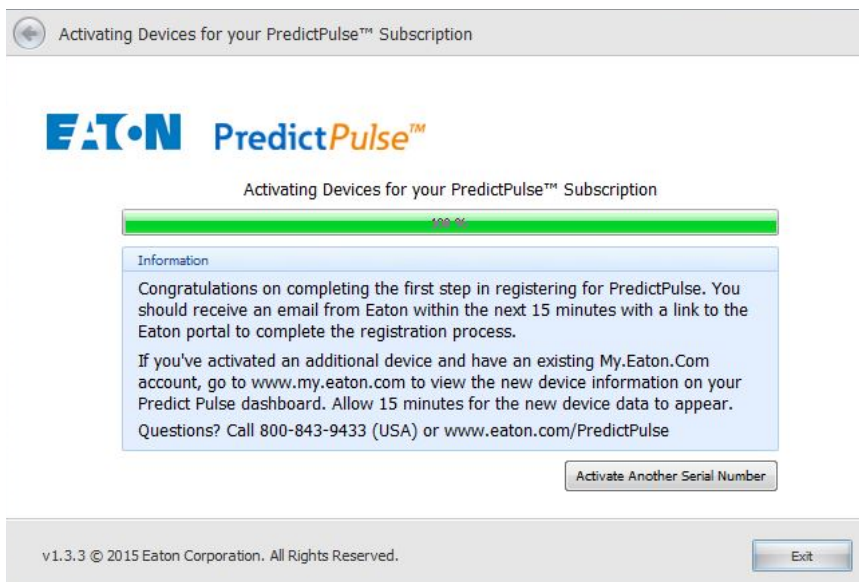 Activating Devices for your PredictPulse™ Subscription
EATON PredictPulse™
Activating Devices for your PredictPulse™ Subscription
100 %
Information
Congratulations on completing the first step in registering for PredictPulse. You
should receive an email from Eaton within the next 15 minutes with a link to the
Eaton portal to complete the registration process.
If you've activated an additional device and have an existing My.Eaton.Com
account, go to www.my.eaton.com to view the new device information on your
Predict Pulse dashboard. Allow 15 minutes for the new device data to appear.
Questions? Call 800-843-9433 (USA) or www.eaton.com/PredictPulse
Activate Another Serial Number
v1.3.3 © 2015 Eaton Corporation. All Rights Reserved.
Exit